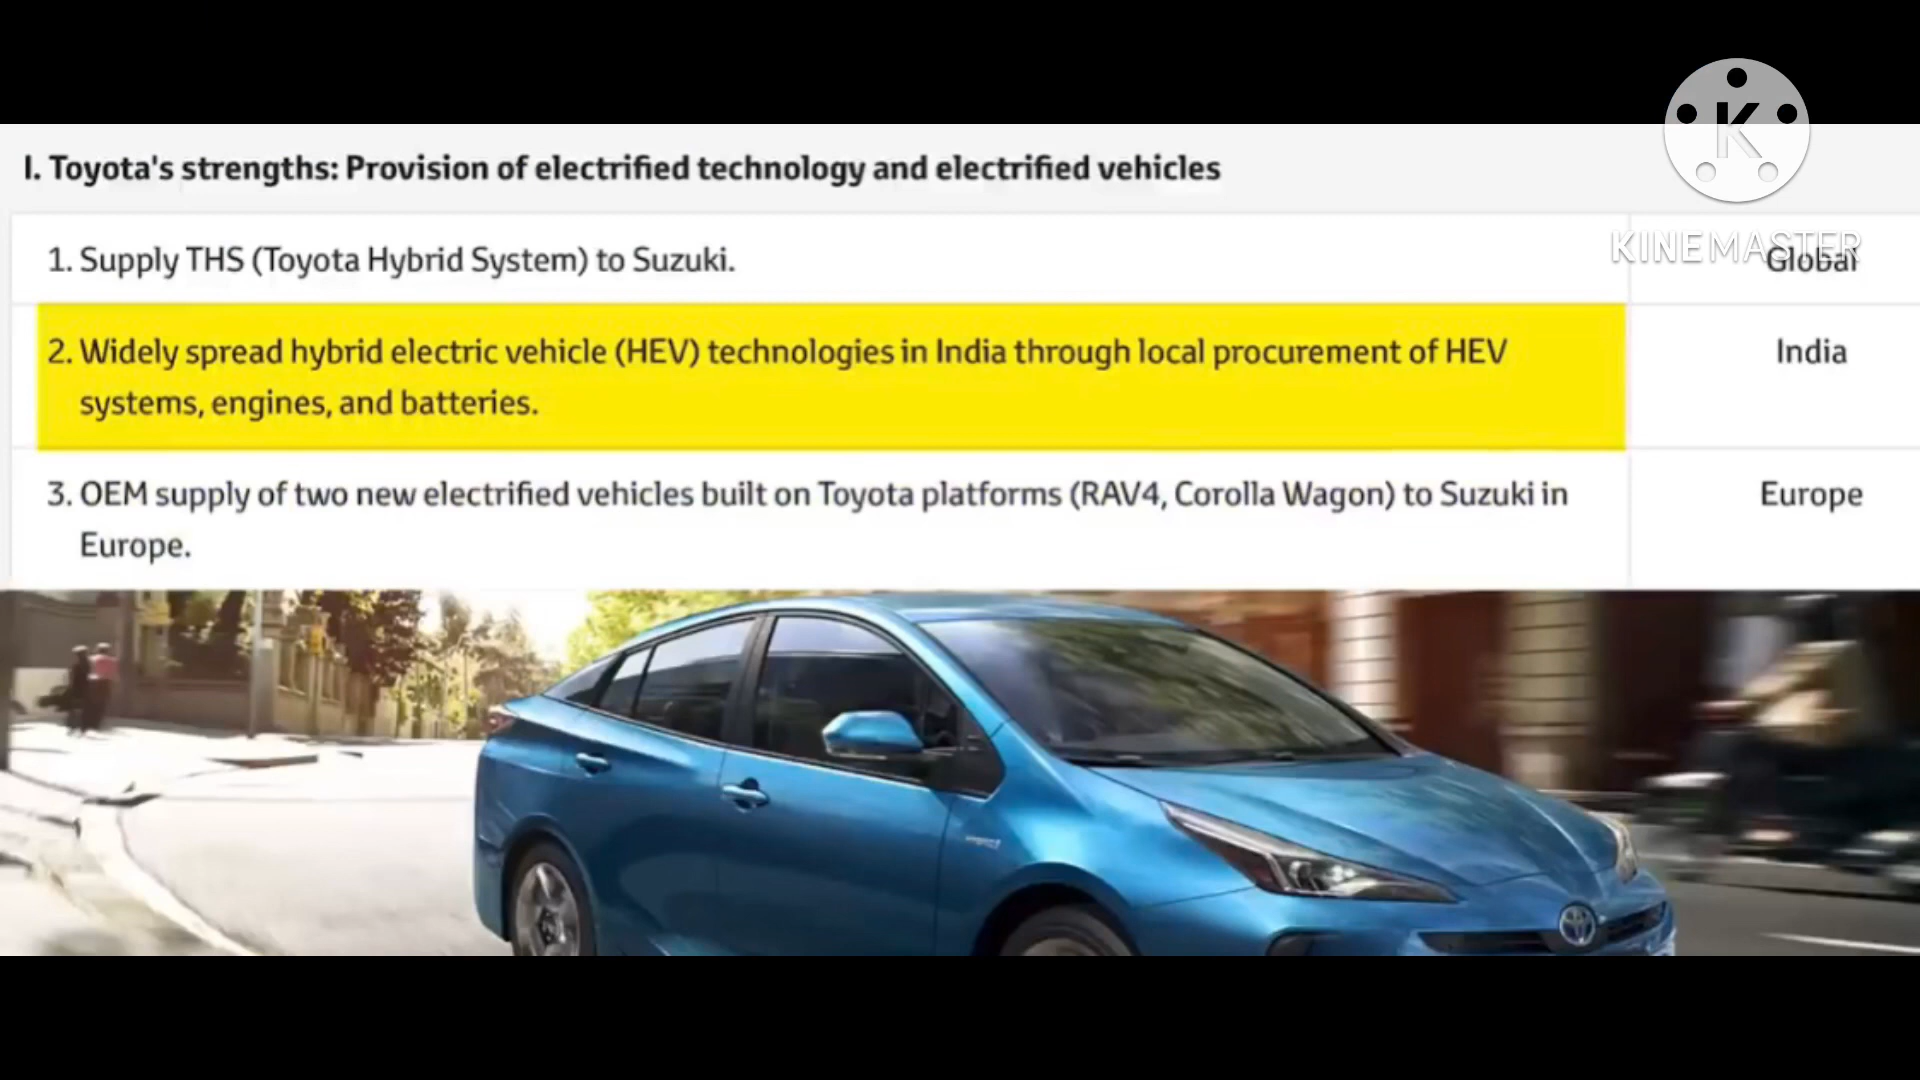 I. Toyota's strengths: Provision of electrified technology and electrified vehicles
K
KINEMASTER
1. Supply THS (Toyota Hybrid System) to Suzuki.
Global
2. Widely spread hybrid electric vehicle (HEV) technologies in India through local procurement of HEV
systems, engines, and batteries.
India
3. OEM supply of two new electrified vehicles built on Toyota platforms (RAV4, Corolla Wagon) to Suzuki in
Europe.
Europe